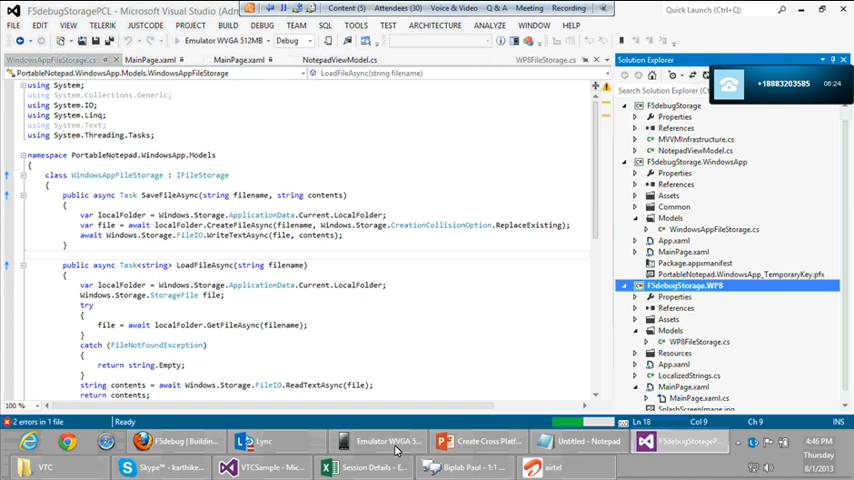 F5debugStoragePCL - Microsoft Visual Studio
Content (5) Attendees (30) Voice & Video Q & A Meeting Recording
Quick Launch (Ctrl+Q)
FILE EDIT VIEW TELERIK JUSTCODE PROJECT BUILD DEBUG TEAM SQL TOOLS TEST ARCHITECTURE ANALYZE WINDOW HELP
Emulator WVGA 512MB Debug
WindowsAppFileStorage.cs MainPage.xaml MainPage.xaml NotepadViewModel.cs WP8FileStorage.cs
Solution Explorer
PortableNotepad.WindowsApp.Models.WindowsAppFileStorage LoadFileAsync(string filename)
+18883203585 06:24
using System;
using System.Collections.Generic;
using System.IO;
using System.Linq;
using System.Text;
using System.Threading.Tasks;
namespace PortableNotepad.WindowsApp.Models
{
class WindowsAppFileStorage : IFileStorage
{
public async Task SaveFileAsync(string filename, string contents)
{
var localFolder = Windows.Storage.ApplicationData.Current.LocalFolder;
var file = await localFolder.CreateFileAsync(filename, Windows.Storage.CreationCollisionOption.ReplaceExisting);
await Windows.Storage.FileIO.WriteTextAsync(file, contents);
}
public async Task<string> LoadFileAsync(string filename)
{
var localFolder = Windows.Storage.ApplicationData.Current.LocalFolder;
Windows.Storage.StorageFile file;
try
{
file = await localFolder.GetFileAsync(filename);
}
catch (FileNotFoundException)
{
return string.Empty;
}
string contents = await Windows.Storage.FileIO.ReadTextAsync(file);
return contents;
100 %
Search Solution Explorer
F5debugStorage
Properties
References
MVVMInfrastructure.cs
NotepadViewModel.cs
F5debugStorage.WindowsApp
Properties
References
Assets
Common
Models
WindowsAppFileStorage.cs
App.xaml
MainPage.xaml
Package.appxmanifest
PortableNotepad.WindowsApp_TemporaryKey.pfx
F5debugStorage.WP8
Properties
References
Assets
Models
WP8FileStorage.cs
Resources
App.xaml
LocalizedStrings.cs
MainPage.xaml
MainPage.xaml.cs
SplashScreenImage.jpg
2 errors in 1 file Ready Ln 18 Col 9 Ch 9 INS
F5debug | Buildin... Lync Emulator WVGA 5... Create Cross Platf... Untitled - Notepad F5debugStorageP...
4:46 PM
Thursday
8/1/2013
VTC Skype™ - karthike... VTCSample - Mic... Session Details - E... Biplab Paul - 1:1 ... airtel